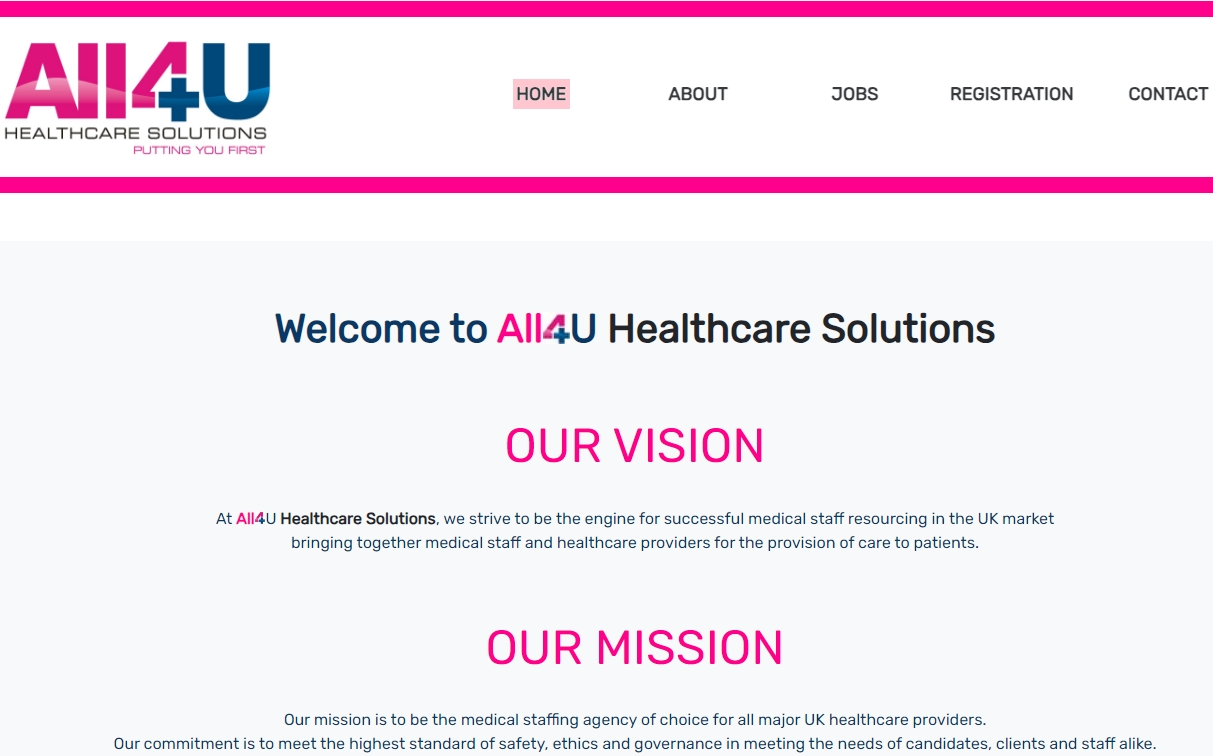 All4U
HEALTHCARE SOLUTIONS
PUTTING YOU FIRST
HOME ABOUT JOBS REGISTRATION CONTACT
Welcome to All4U Healthcare Solutions
OUR VISION
At All4U Healthcare Solutions, we strive to be the engine for successful medical staff resourcing in the UK market
bringing together medical staff and healthcare providers for the provision of care to patients.
OUR MISSION
Our mission is to be the medical staffing agency of choice for all major UK healthcare providers.
Our commitment is to meet the highest standard of safety, ethics and governance in meeting the needs of candidates, clients and staff alike.